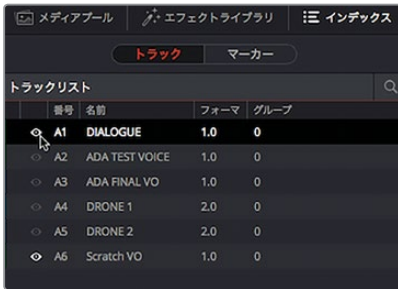 メディアプール エフェクトライブラリ インデックス
トラック マーカー
トラックリスト
番号 名前 フォーマ グループ
A1 DIALOGUE 1.0 0
A2 ADA TEST VOICE 1.0 0
A3 ADA FINAL VO 1.0 0
A4 DRONE 1 2.0 0
A5 DRONE 2 2.0 0
A6 Scratch VO 1.0 0